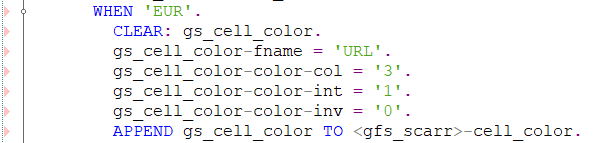 WHEN 'EUR'.
CLEAR: gs_cell_color.
gs_cell_color-fname = 'URL'.
gs_cell_color-color-col = '3'.
gs_cell_color-color-int = '1'.
gs_cell_color-color-inv = '0'.
APPEND gs_cell_color TO <gfs_scarr>-cell_color.